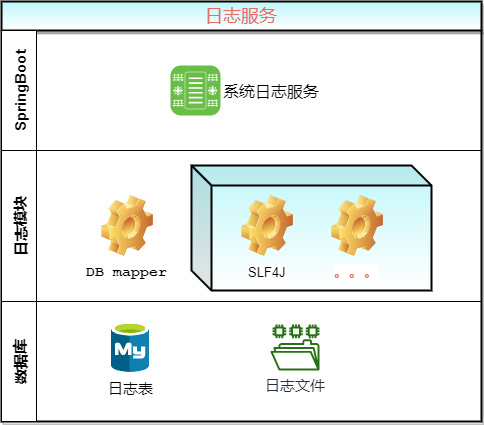 日志服务
SpringBoot
系统日志服务
日志模块
DB mapper
SLF4J
。。。
数据库
My
日志表
日志文件